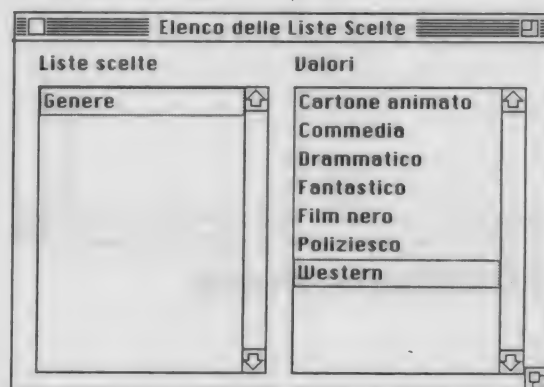 Elenco delle Liste Scelte
Liste scelte
Genere
Valori
Cartone animato
Commedia
Drammatico
Fantastico
Film nero
Poliziesco
Western